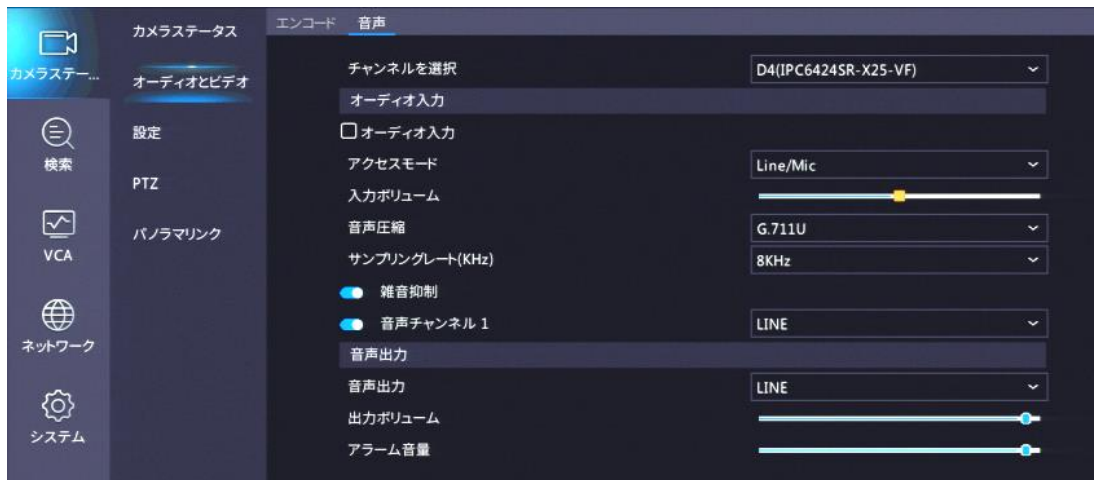 カメラステー...
検索
VCA
ネットワーク
システム
カメラステータス
オーディオとビデオ
設定
PTZ
パノラマリンク
エンコード 音声
チャンネルを選択 D4(IPC6424SR-X25-VF)
オーディオ入力
オーディオ入力
アクセスモード Line/Mic
入力ボリューム
音声圧縮 G.711U
サンプリングレート(KHz) 8KHz
雑音抑制
音声チャンネル 1 LINE
音声出力
音声出力 LINE
出力ボリューム
アラーム音量